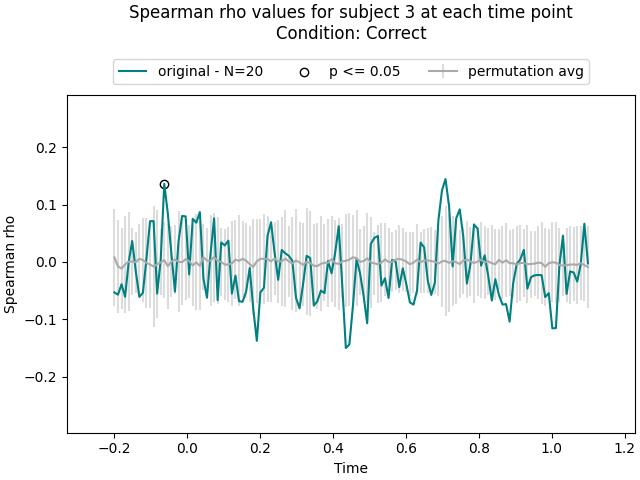 Spearman rho values for subject 3 at each time point
Condition: Correct
original - N=20
p <= 0.05
permutation avg
Spearman rho
0.2
0.1
0.0
−0.1
−0.2
−0.2
0.0
0.2
0.4
0.6
0.8
1.0
1.2
Time